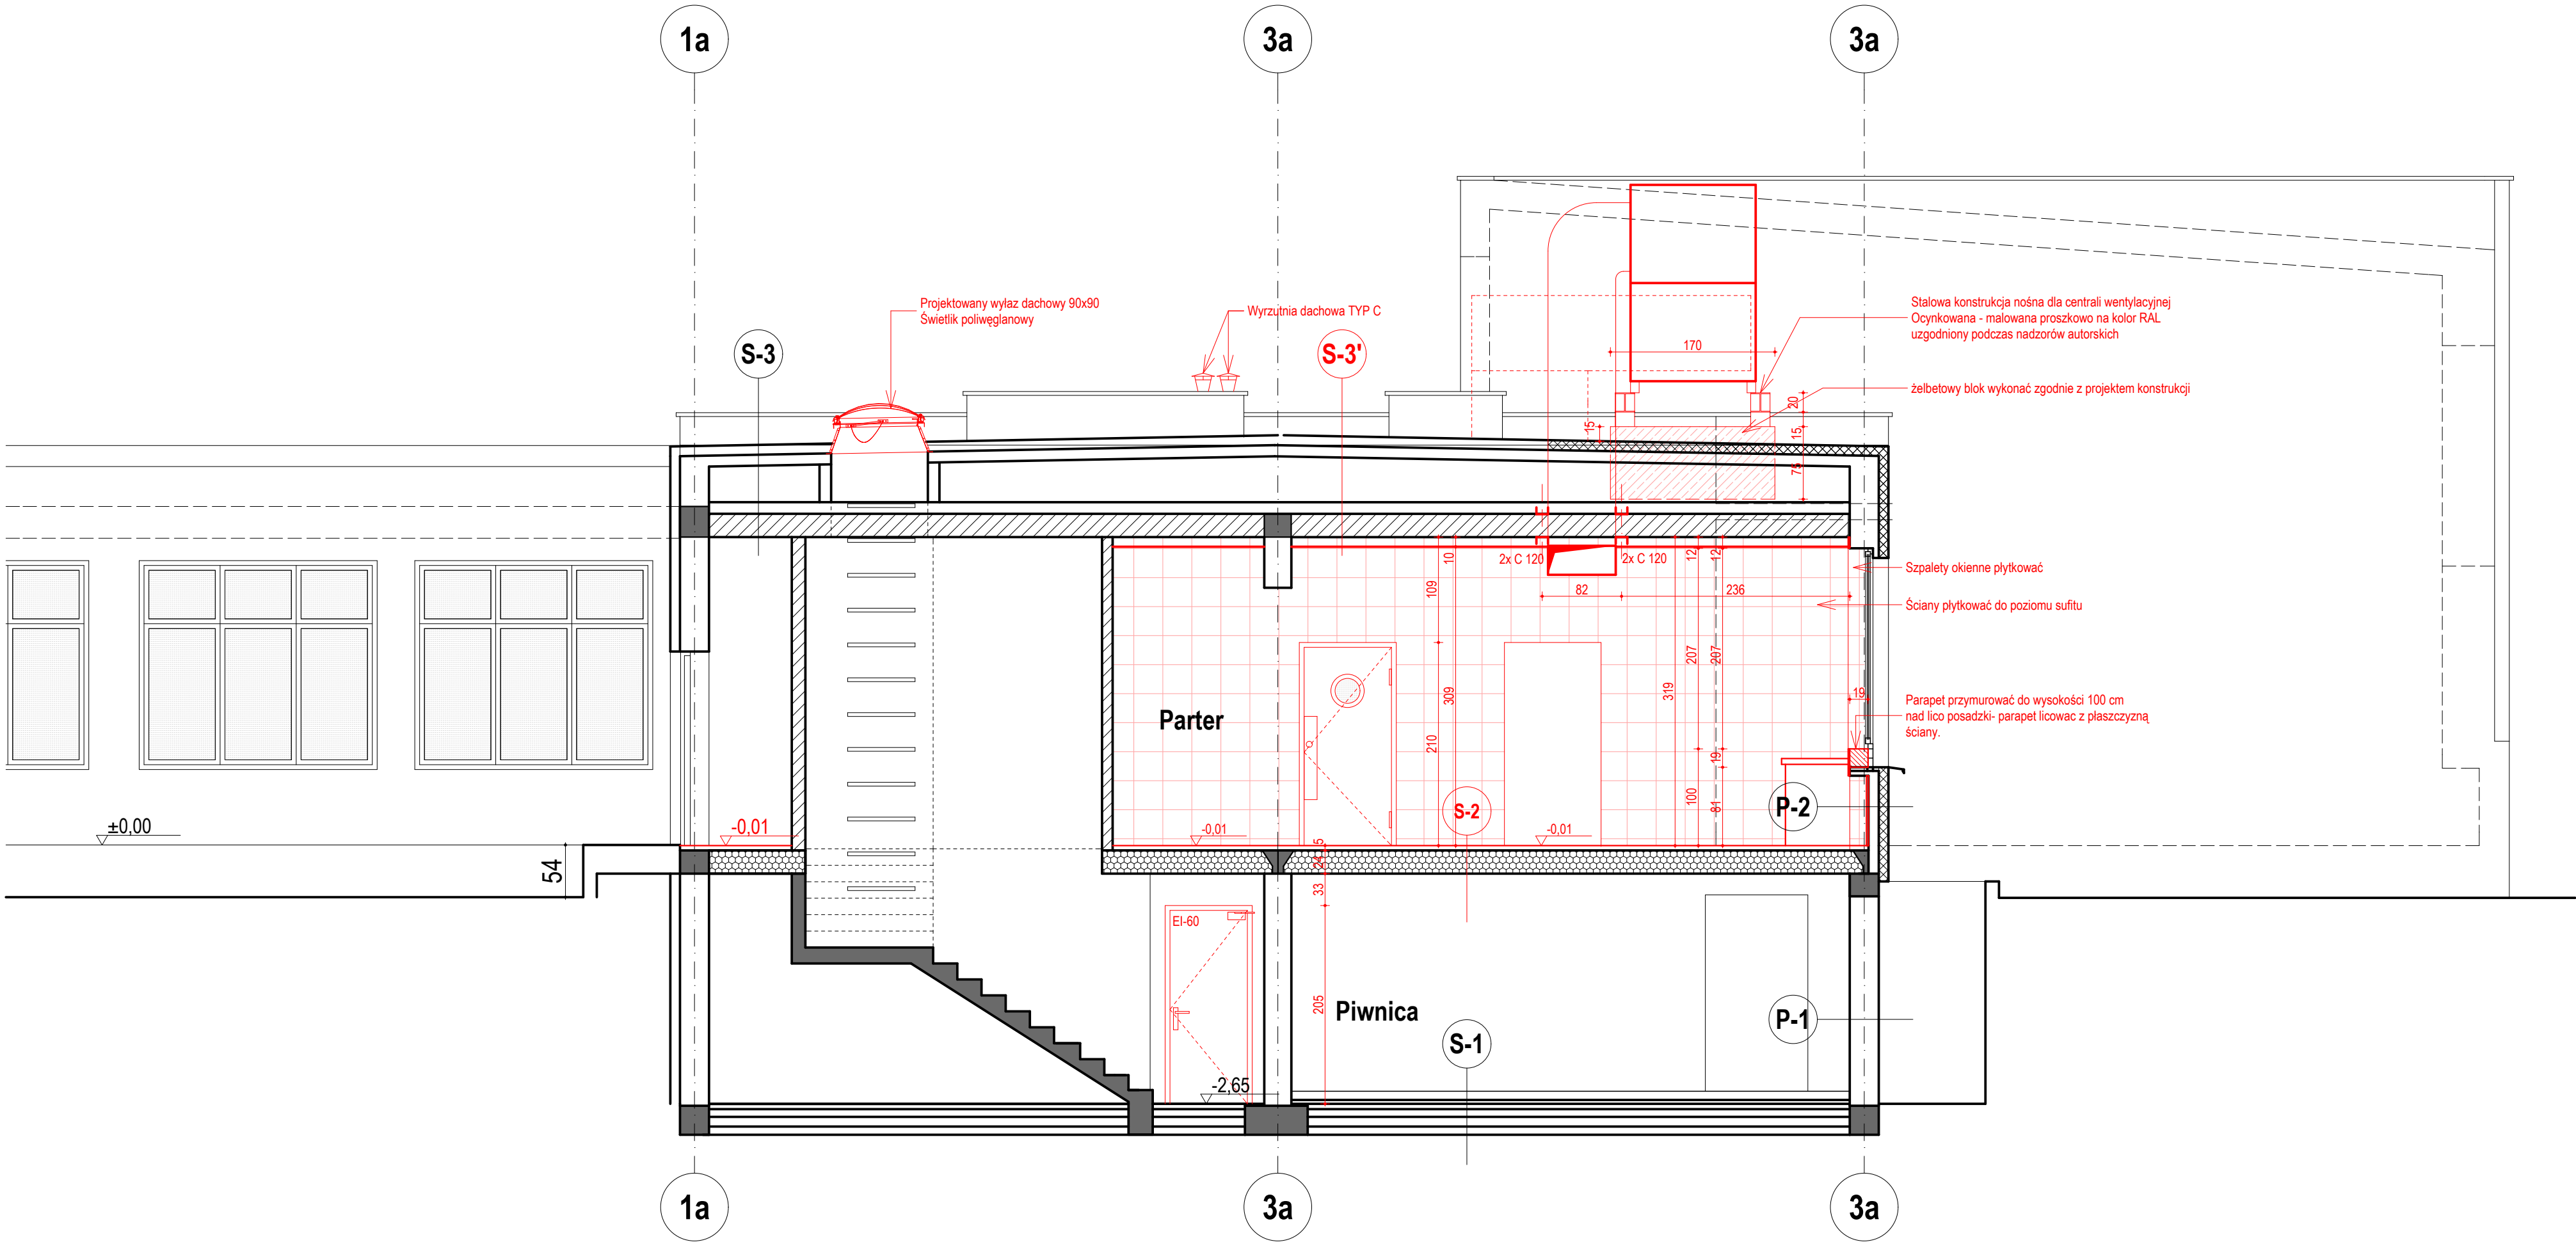 1a
3a
3a
Projektowany wyłaz dachowy 90x90
Świetlik poliwęglanowy
Wyrzutnia dachowa TYP C
Stalowa konstrukcja nośna dla centrali wentylacyjnej
Ocynkowana - malowana proszkowo na kolor RAL
uzgodniony podczas nadzorów autorskich
S-3
S-3'
170
żelbetowy blok wykonać zgodnie z projektem konstrukcji
20
15
15
75
10
2x C 120
2x C 120
12
12
Szpalety okienne płytkować
109
82
236
Ściany płytkować do poziomu sufitu
207
207
319
309
19
Parapet przymurować do wysokości 100 cm
nad lico posadzki- parapet licowac z płaszczyzną
ściany.
Parter
210
19
100
81
S-2
P-2
±0,00
-0,01
-0,01
-0,01
54
5
24
33
EI-60
205
Piwnica
S-1
P-1
-2,65
1a
3a
3a